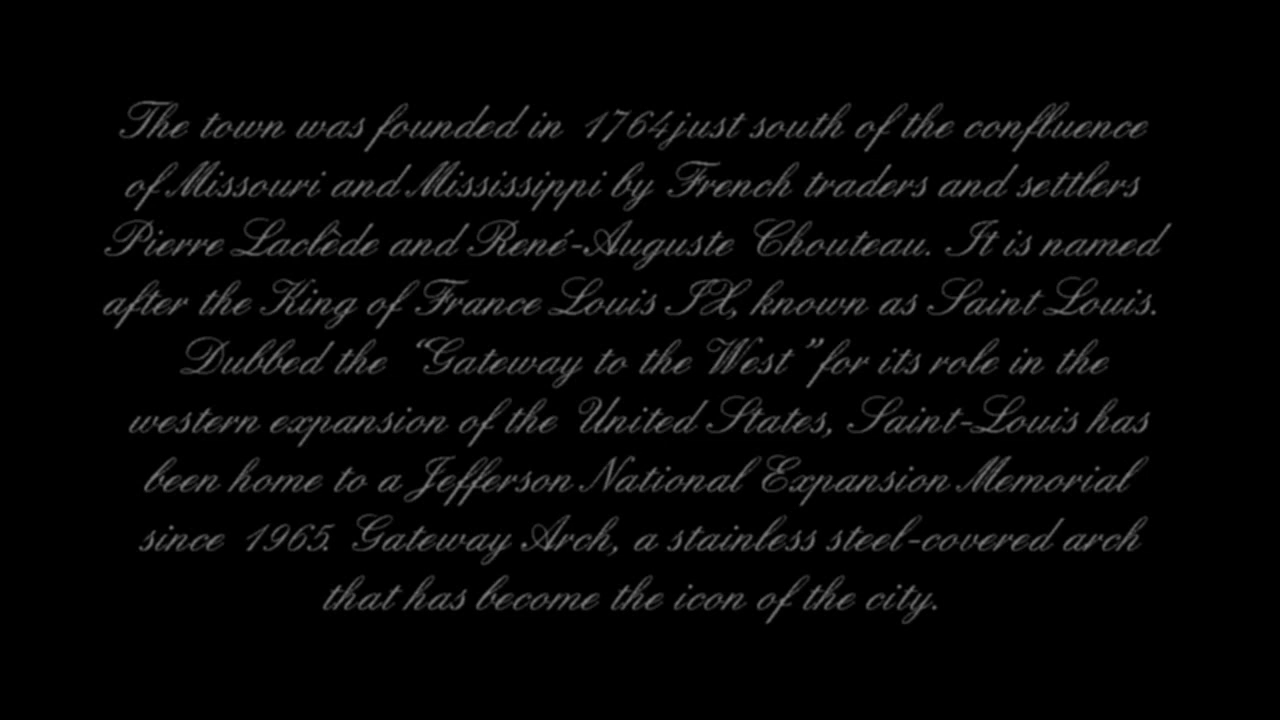 The town was founded in 1764 just south of the confluence
of Missouri and Mississippi by French traders and settlers
Pierre Laclède and René-Auguste Chouteau. It is named
after the King of France Louis IX, known as Saint Louis.
Dubbed the “Gateway to the West” for its role in the
western expansion of the United States, Saint-Louis has
been home to a Jefferson National Expansion Memorial
since 1965. Gateway Arch, a stainless steel-covered arch
that has become the icon of the city.